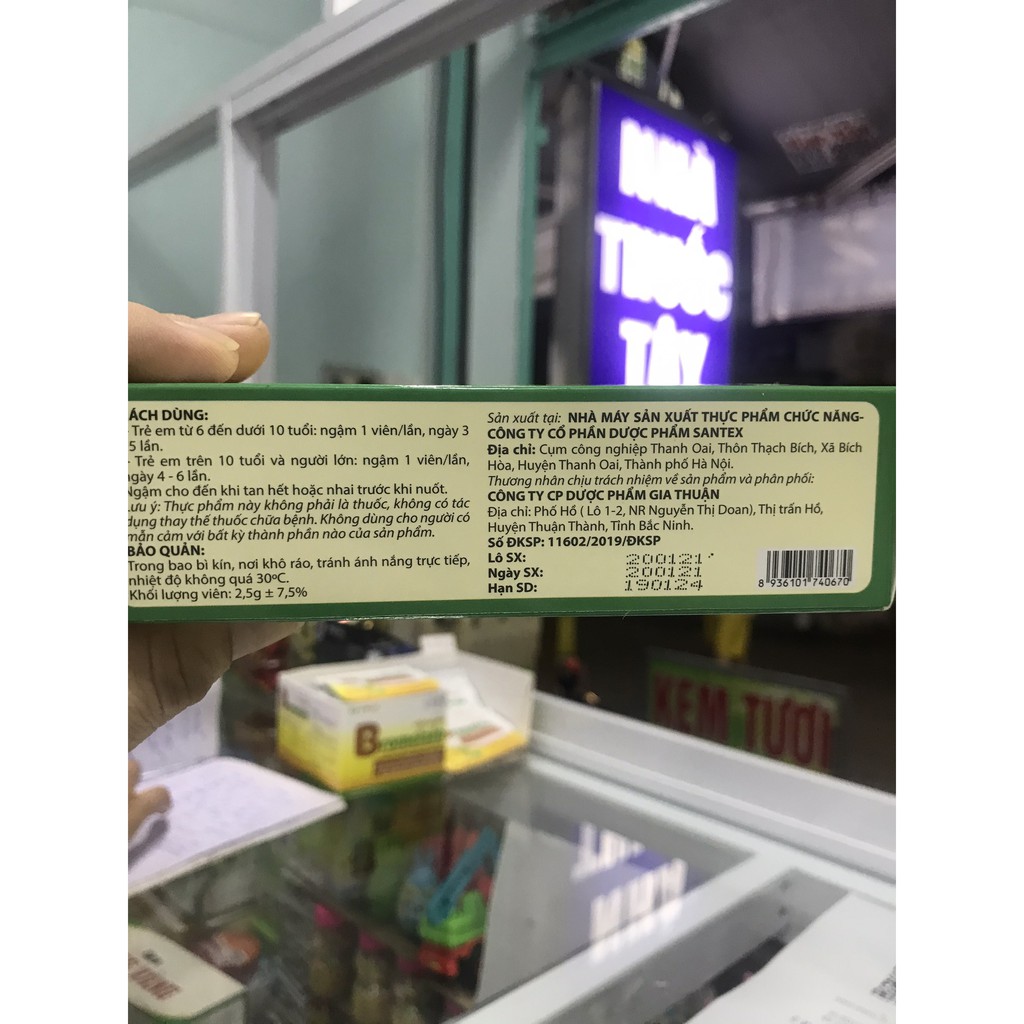 NHÀ
THUỐC
TÂY
ÁCH DÙNG:
- Trẻ em từ 6 đến dưới 10 tuổi: ngậm 1 viên/lần, ngày 3
5 lần.
- Trẻ em trên 10 tuổi và người lớn: ngậm 1 viên/lần,
gày 4 - 6 lần.
Ngậm cho đến khi tan hết hoặc nhai trước khi nuốt.
Lưu ý: Thực phẩm này không phải là thuốc, không có tác
dụng thay thế thuốc chữa bệnh. Không dùng cho người có
mẫn cảm với bất kỳ thành phần nào của sản phẩm.
BẢO QUẢN:
Trong bao bì kín, nơi khô ráo, tránh ánh nắng trực tiếp,
nhiệt độ không quá 30ºC.
Khối lượng viên: 2,5g ± 7,5%
Sản xuất tại: NHÀ MÁY SẢN XUẤT THỰC PHẨM CHỨC NĂNG-
CÔNG TY CỔ PHẦN DƯỢC PHẨM SANTEX
Địa chỉ: Cụm công nghiệp Thanh Oai, Thôn Thạch Bích, Xã Bích
Hòa, Huyện Thanh Oai, Thành phố Hà Nội.
Thương nhân chịu trách nhiệm về sản phẩm và phân phối:
CÔNG TY CP DƯỢC PHẨM GIA THUẬN
Địa chỉ: Phố Hồ ( Lô 1-2, NR Nguyễn Thị Doan), Thị trấn Hồ,
Huyện Thuận Thành, Tỉnh Bắc Ninh.
Số ĐKSP: 11602/2019/ĐKSP
Lô SX: 200121
Ngày SX: 200121
Hạn SD: 190124
8 936101 740670
KEM TƯƠI